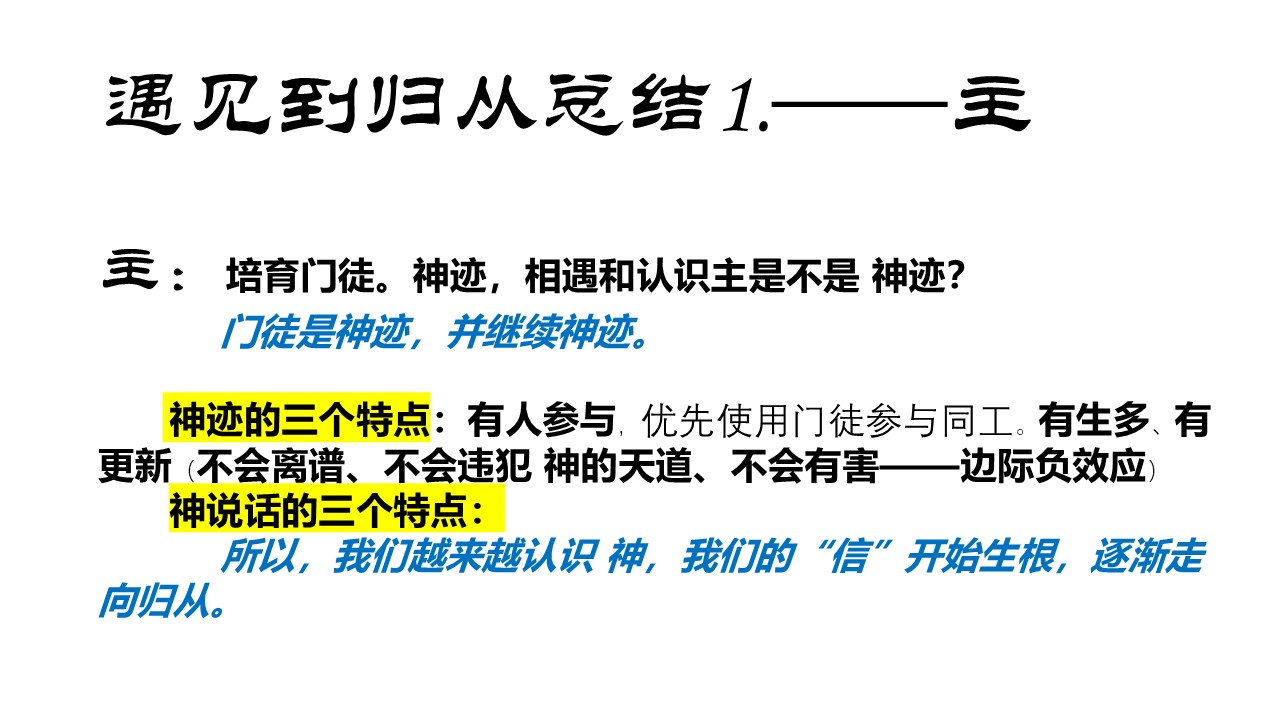 遇见到归从总结1.——主
主： 培育门徒。神迹，相遇和认识主是不是 神迹？
门徒是神迹，并继续神迹。
神迹的三个特点：有人参与，优先使用门徒参与同工。有生多、有
更新（不会离谱、不会违犯 神的天道、不会有害——边际负效应）
神说话的三个特点：
所以，我们越来越认识 神，我们的“信”开始生根，逐渐走
向归从。